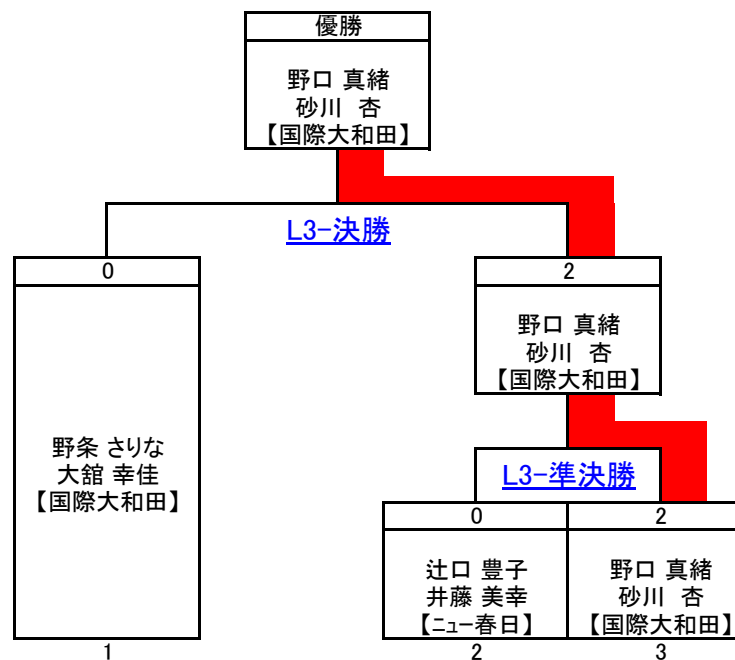 優勝
野口 真緒
砂川 杏
【国際大和田】
L3-決勝
0
2
野口 真緒
砂川 杏
【国際大和田】
野条 さりな
大舘 幸佳
【国際大和田】
L3-準決勝
0
2
辻口 豊子
井藤 美幸
【ニュー春日】
野口 真緒
砂川 杏
【国際大和田】
1
2
3